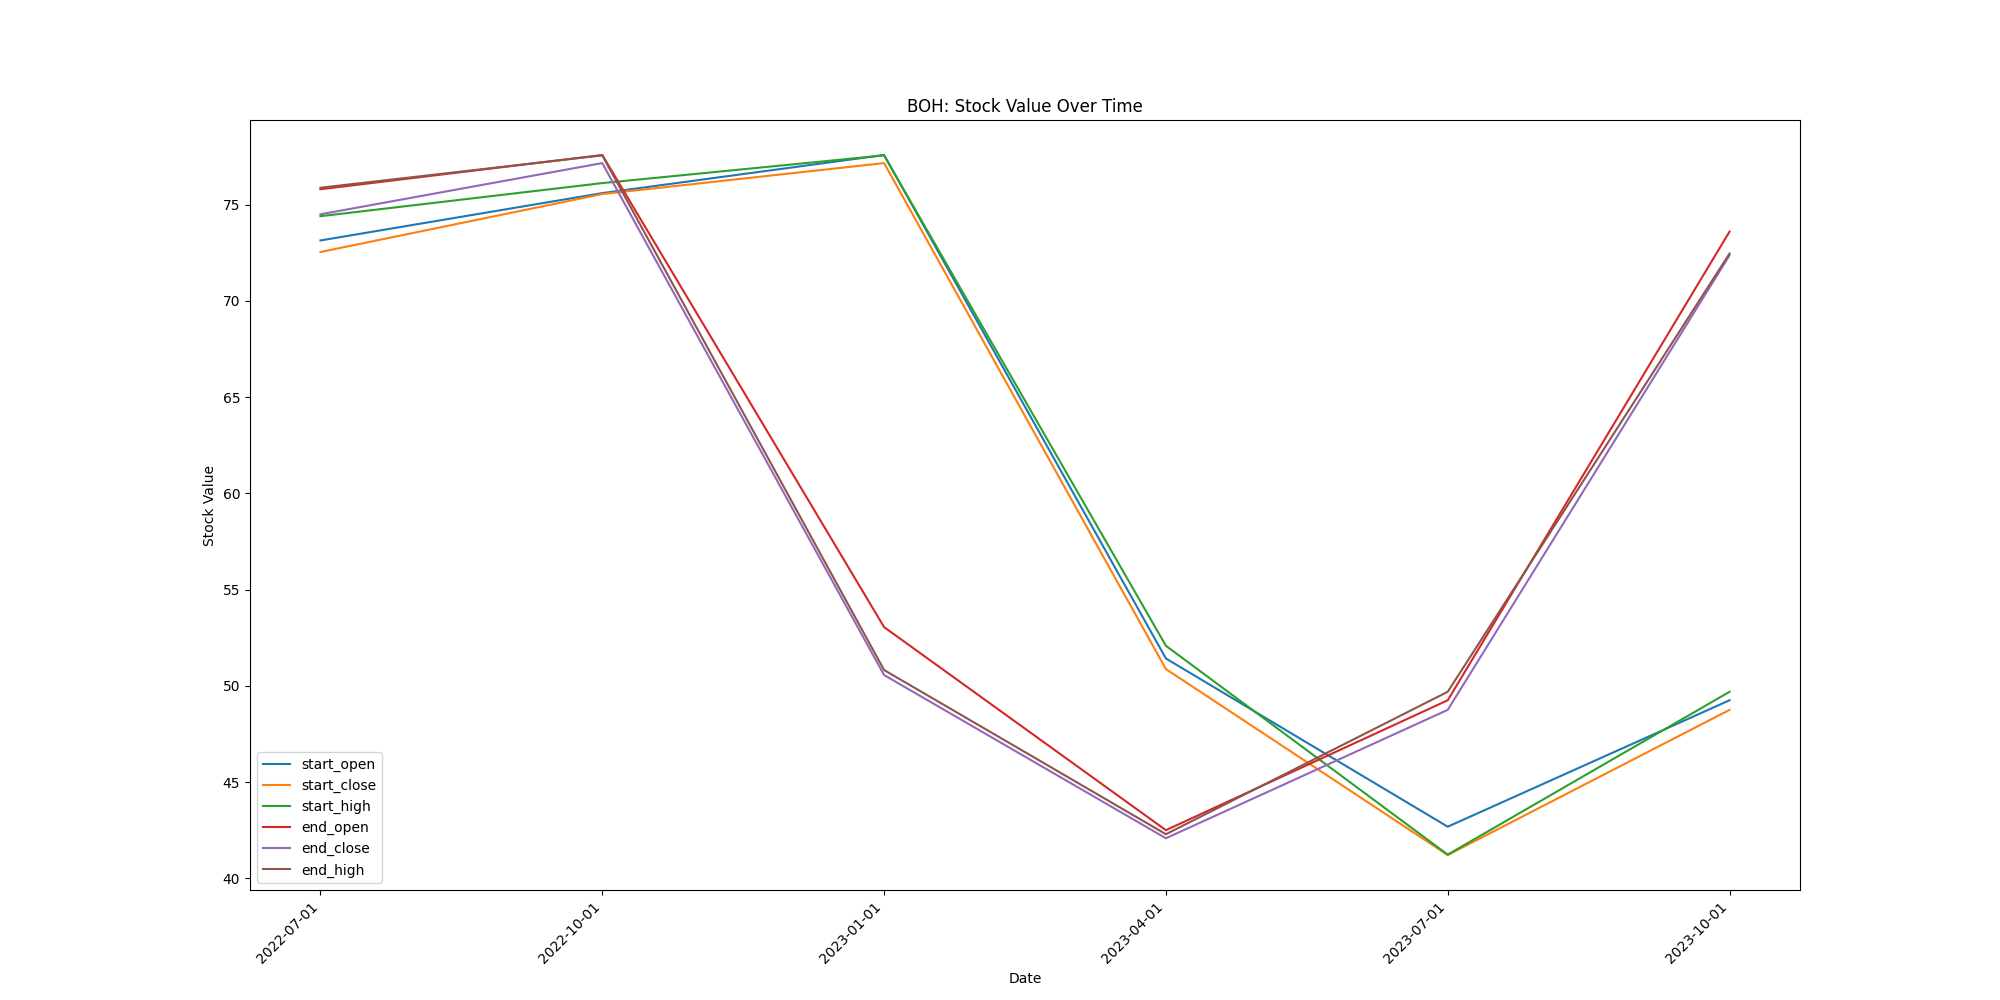 BOH: Stock Value Over Time
Stock Value
75
70
65
60
55
50
45
40
start_open
start_close
start_high
end_open
end_close
end_high
2022-07-01
2022-10-01
2023-01-01
2023-04-01
2023-07-01
2023-10-01
Date